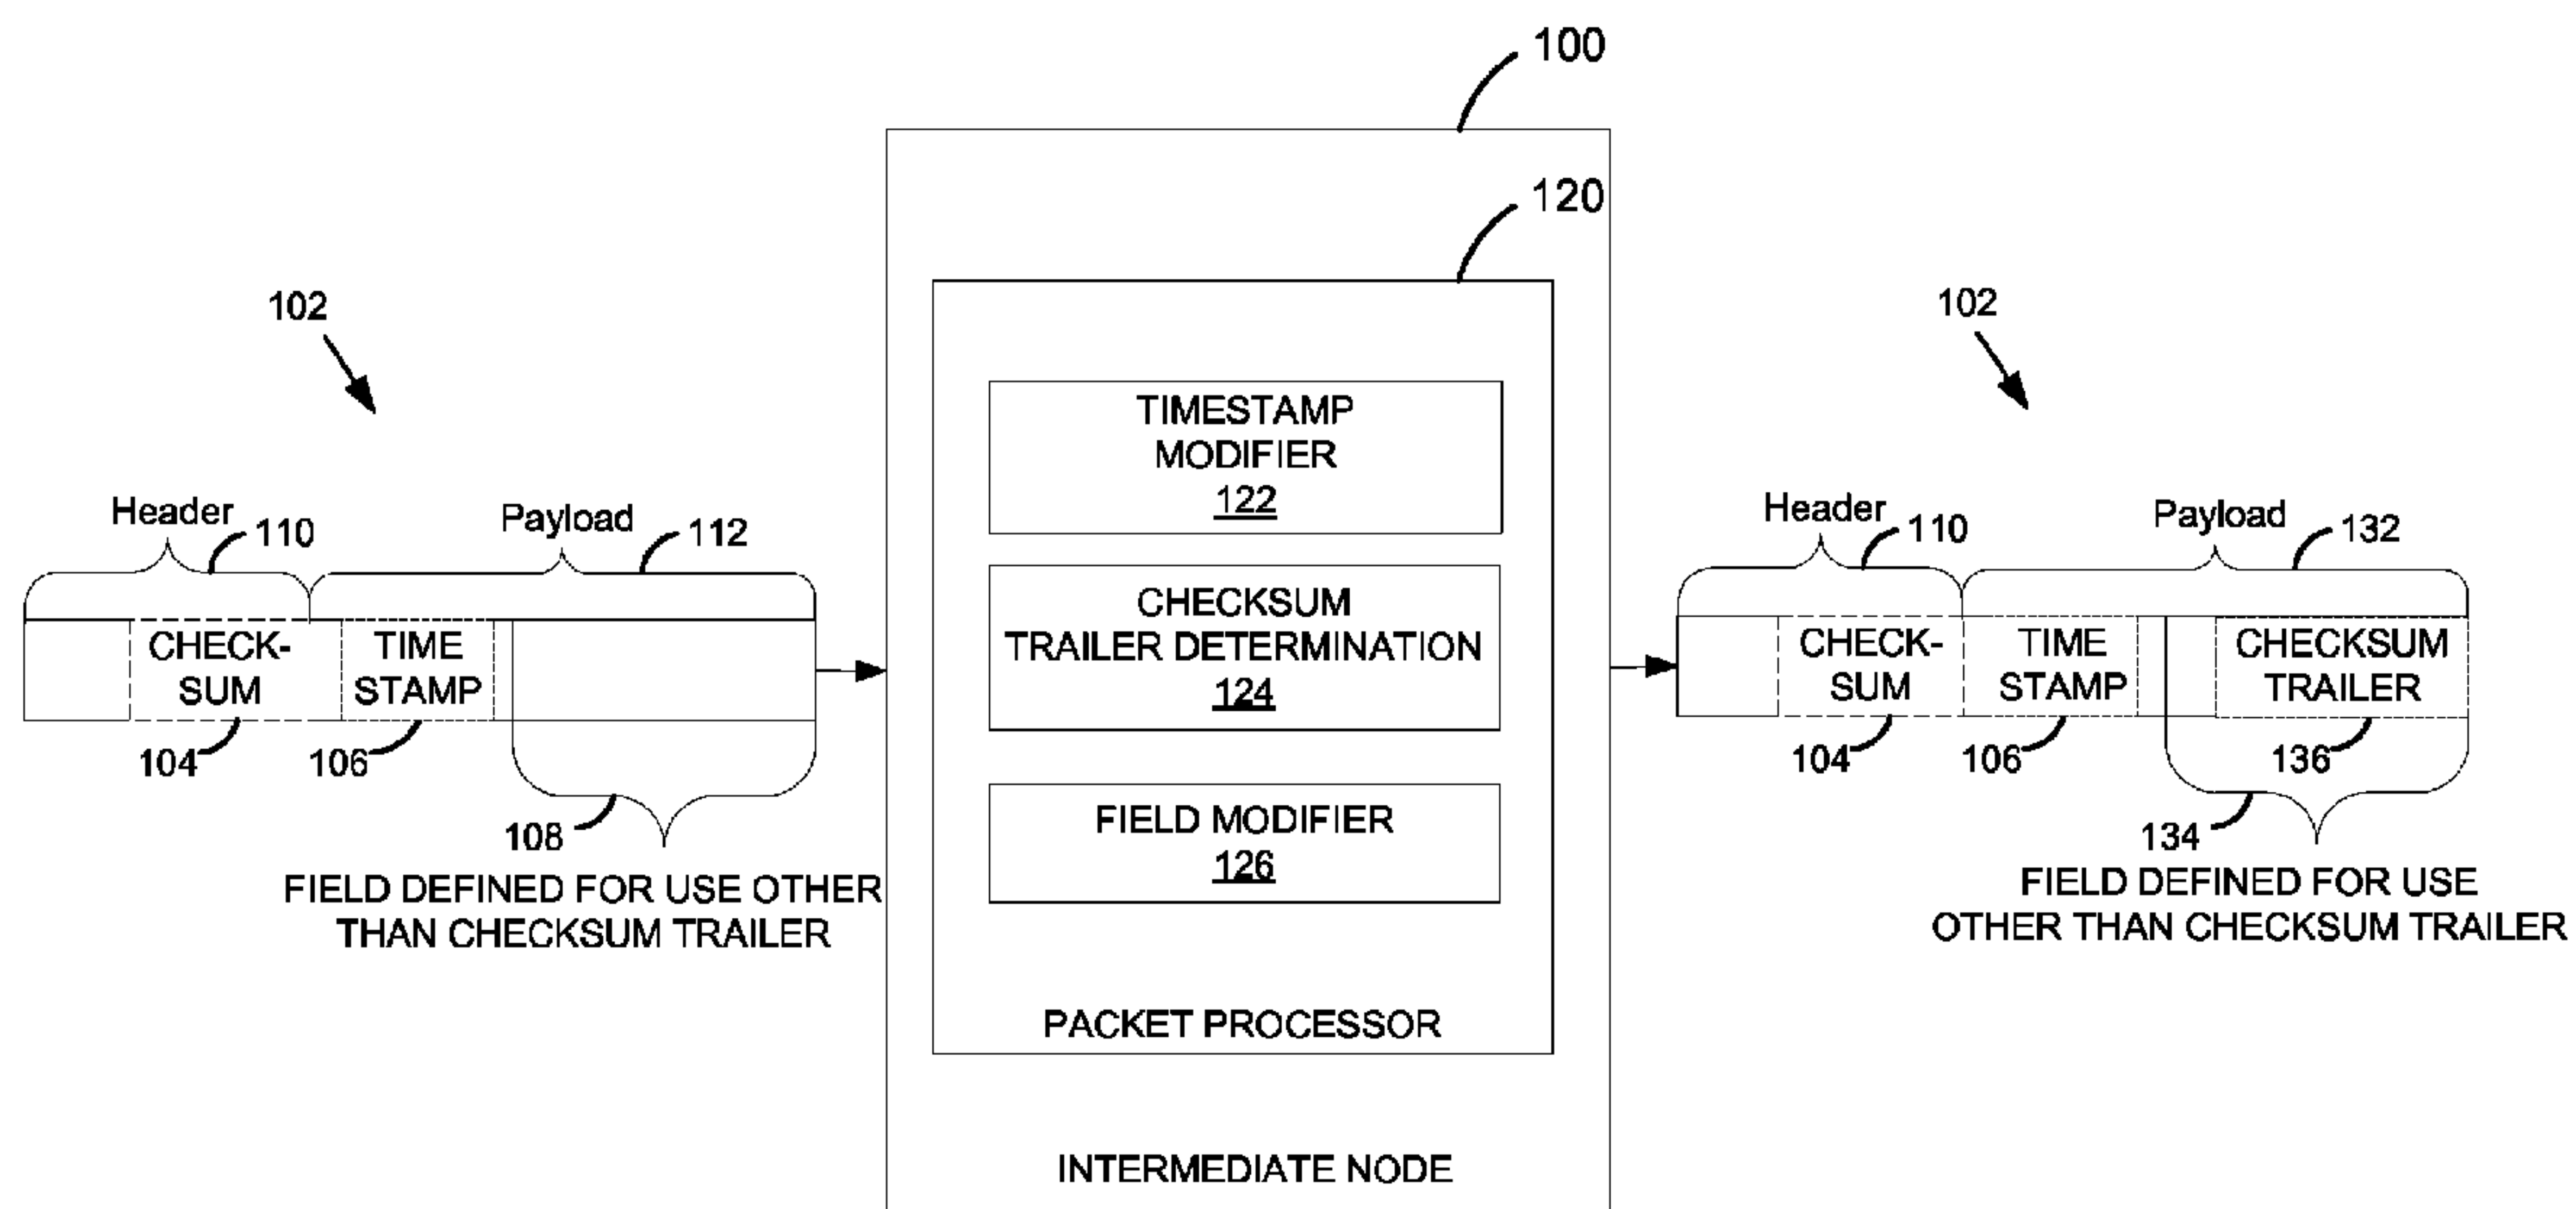 100
120
102
102
TIMESTAMP
MODIFIER
122
Header
110
Payload
112
Header
110
Payload
132
CHECKSUM
TRAILER DETERMINATION
124
CHECK-
SUM
TIME
STAMP
CHECK-
SUM
TIME
STAMP
CHECKSUM
TRAILER
104
106
104
106
136
108
134
FIELD MODIFIER
126
FIELD DEFINED FOR USE OTHER
THAN CHECKSUM TRAILER
FIELD DEFINED FOR USE
OTHER THAN CHECKSUM TRAILER
PACKET PROCESSOR
INTERMEDIATE NODE